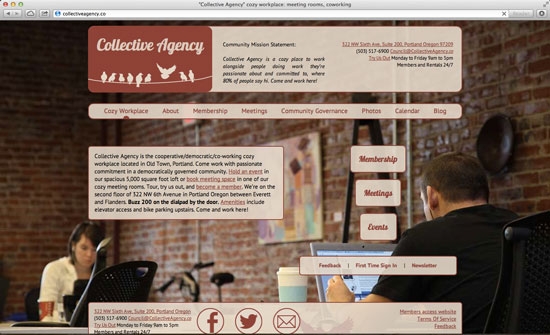 "Collective Agency" cozy workplace: meeting rooms, coworking
collectiveagency.co
Reader
Collective Agency
Community Mission Statement:
Collective Agency is a cozy place to work
alongside people doing work they're
passionate about and committed to, where
80% of people say hi. Come and work here!
322 NW Sixth Ave, Suite 200, Portland Oregon 97209
(503) 517-6900 Council@CollectiveAgency.co
Try Us Out Monday to Friday 9am to 5pm
Members and Rentals 24/7
Cozy Workplace
About
Membership
Meetings
Community Governance
Photos
Calendar
Blog
Collective Agency is the cooperative/democratic/co-working cozy
workplace located in Old Town, Portland. Come work with passionate
commitment in a democratically governed community. Hold an event
in our spacious 5,000 square foot loft or book meeting space in one of our
cozy meeting rooms. Tour, try us out, and become a member. We're on the
second floor of 322 NW 6th Avenue in Portland Oregon between Everett
and Flanders. Buzz 200 on the dialpad by the door. Amenities include
elevator access and bike parking upstairs. Come and work here!
Membership
Meetings
Events
Feedback | First Time Sign In | Newsletter
322 NW Sixth Ave, Suite 200, Portland Oregon 97209
(503) 517-6900 Council@CollectiveAgency.co
Try Us Out Monday to Friday 9am to 5pm
Members and Rentals 24/7
Members access website
Terms Of Service
Feedback